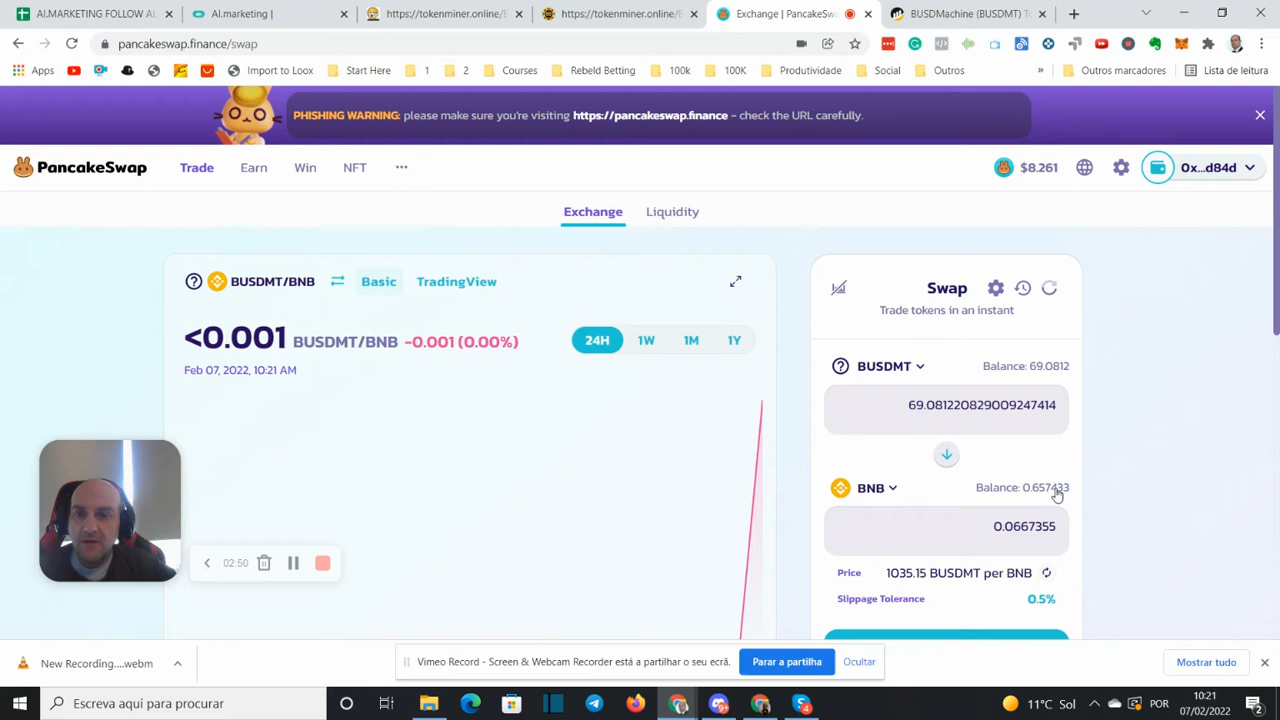 AI.MARKETING FOLLOW AL
AI.marketing |
https://tokenminer.online/B
https://tokenminer.online/B
Exchange | PancakeSwa
BUSDMachine (BUSDMT) To
pancakeswap.finance/swap
Apps
Import to Loox
Start Here
1
2
Courses
Rebeld Betting
100k
100K
Produtividade
Social
Outros
»
Outros marcadores
Lista de leitura
PHISHING WARNING: please make sure you're visiting https://pancakeswap.finance - check the URL carefully.
PancakeSwap
Trade
Earn
Win
NFT
$8.261
0x...d84d
Exchange
Liquidity
BUSDMT/BNB
Basic
TradingView
<0.001 BUSDMT/BNB -0.001 (0.00%)
24H
1W
1M
1Y
Feb 07, 2022, 10:21 AM
Swap
Trade tokens in an instant
BUSDMT
Balance: 69.0812
69.081220829009247414
BNB
Balance: 0.657433
0.0667355
Price
1035.15 BUSDMT per BNB
Slippage Tolerance
0.5%
02:50
New Recording....webm
Vimeo Record - Screen & Webcam Recorder está a partilhar o seu ecrã.
Parar a partilha
Ocultar
Mostrar tudo
Escreva aqui para procurar
11°C Sol
POR
10:21
07/02/2022